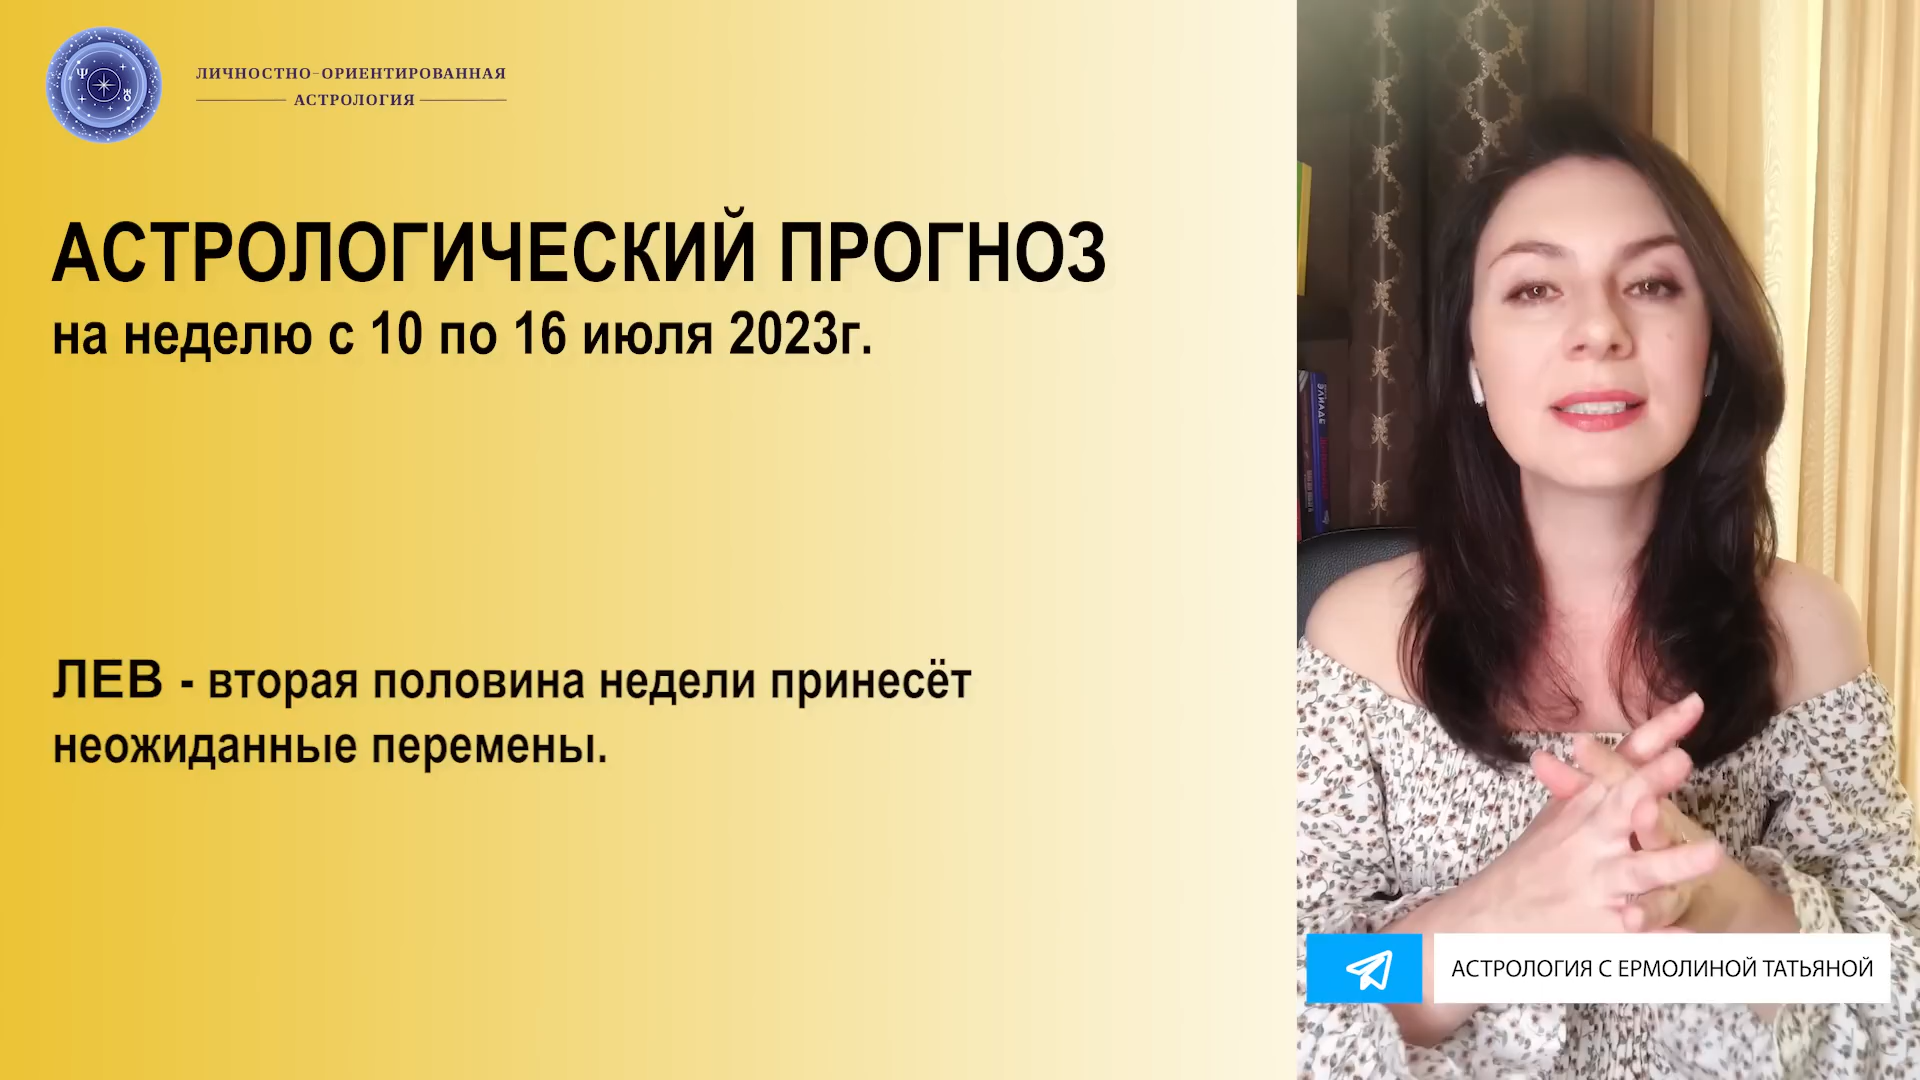 ЛИЧНОСТНО-ОРИЕНТИРОВАННАЯ
АСТРОЛОГИЯ
АСТРОЛОГИЧЕСКИЙ ПРОГНОЗ
на неделю с 10 по 16 июля 2023г.
ЛЕВ - вторая половина недели принесёт
неожиданные перемены.
ЭЛИАДЕ
АСТРОЛОГИЯ С ЕРМОЛИНОЙ ТАТЬЯНОЙ